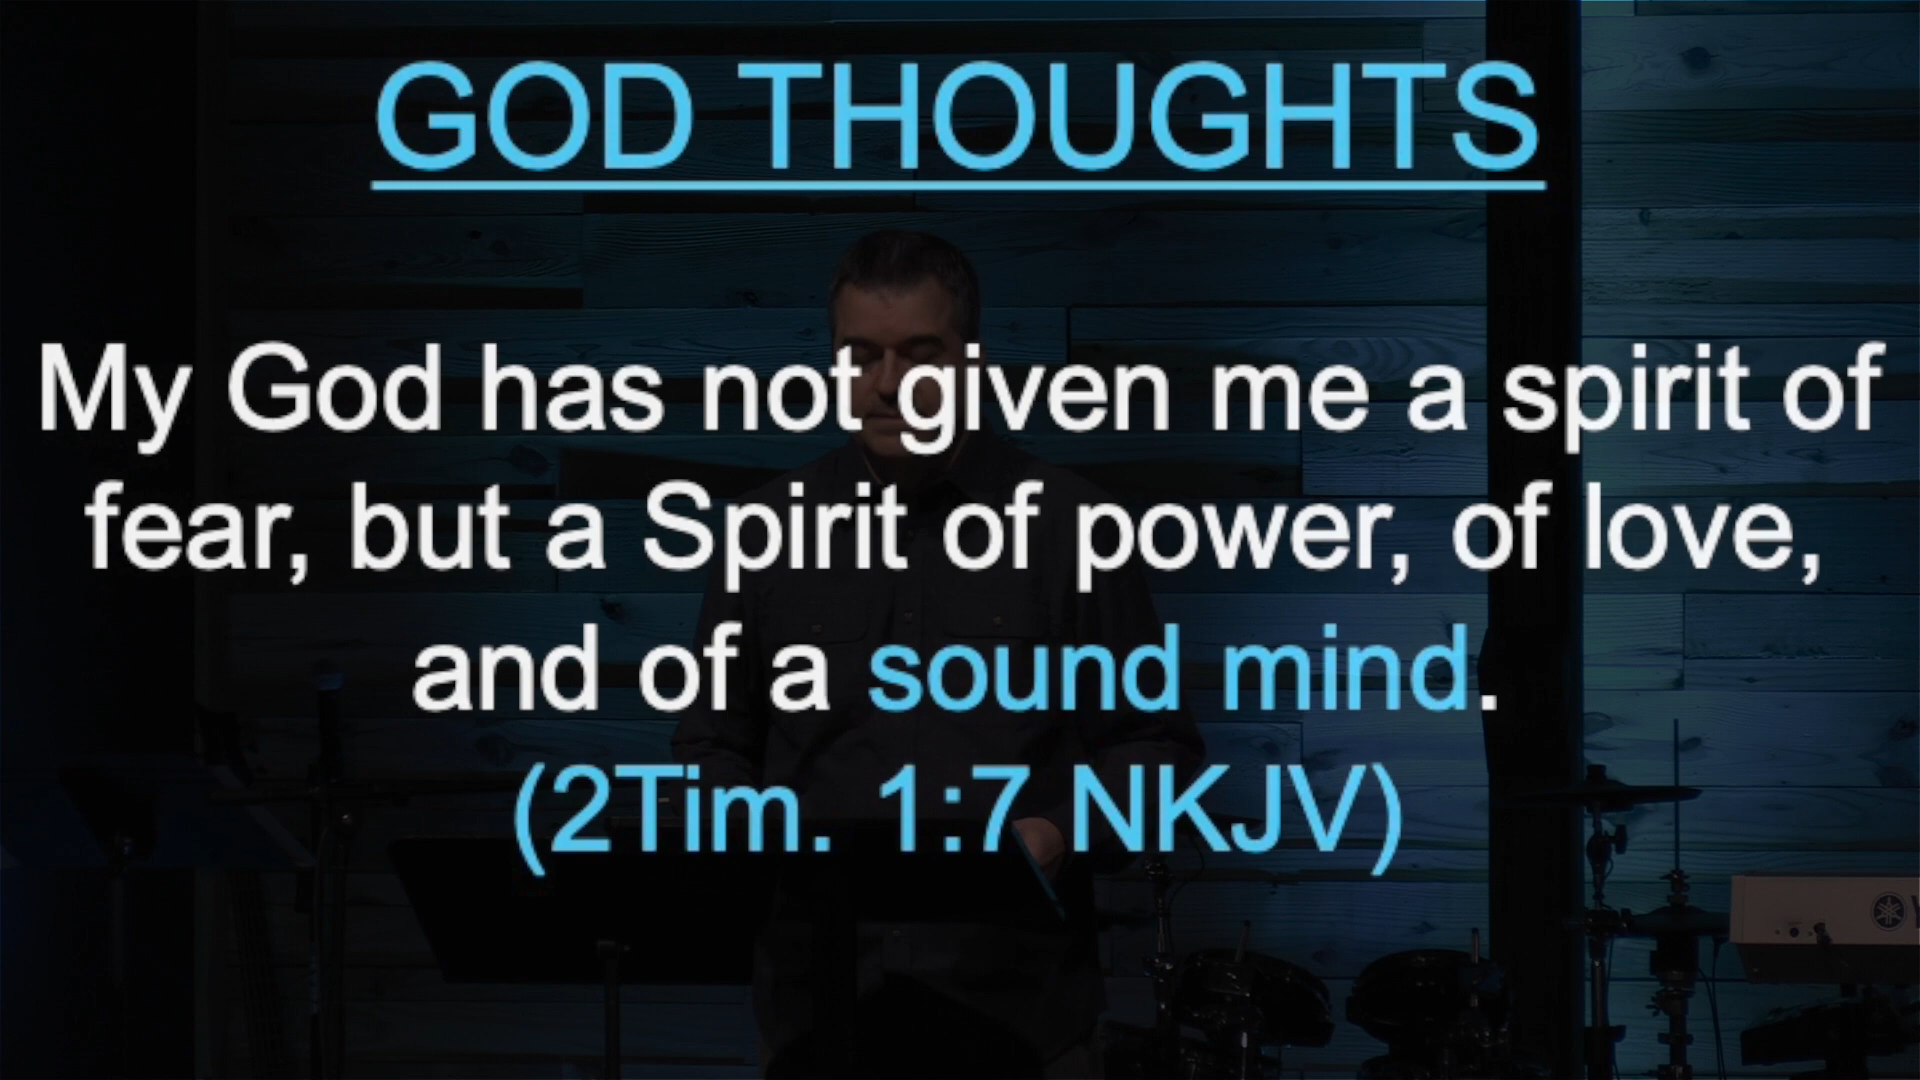 GOD THOUGHTS
My God has not given me a spirit of
fear, but a Spirit of power, of love,
and of a sound mind.
(2Tim. 1:7 NKJV)